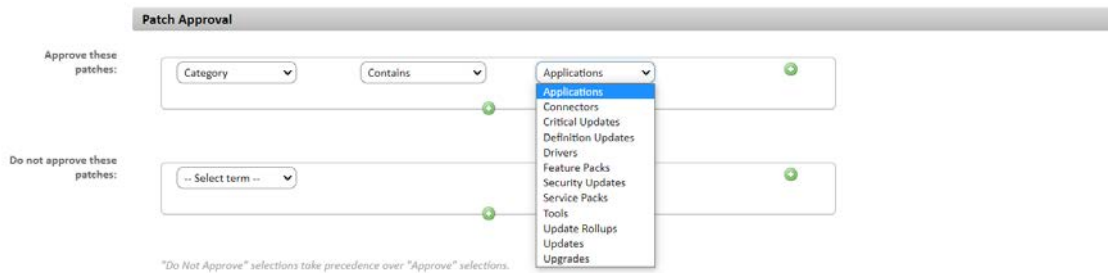 Patch Approval
Approve these
patches:
Category
Contains
Applications
Applications
Connectors
Critical Updates
Definition Updates
Drivers
Feature Packs
Security Updates
Service Packs
Tools
Update Rollups
Updates
Upgrades
Do not approve these
patches:
-- Select term --
"Do Not Approve" selections take precedence over "Approve" selections.